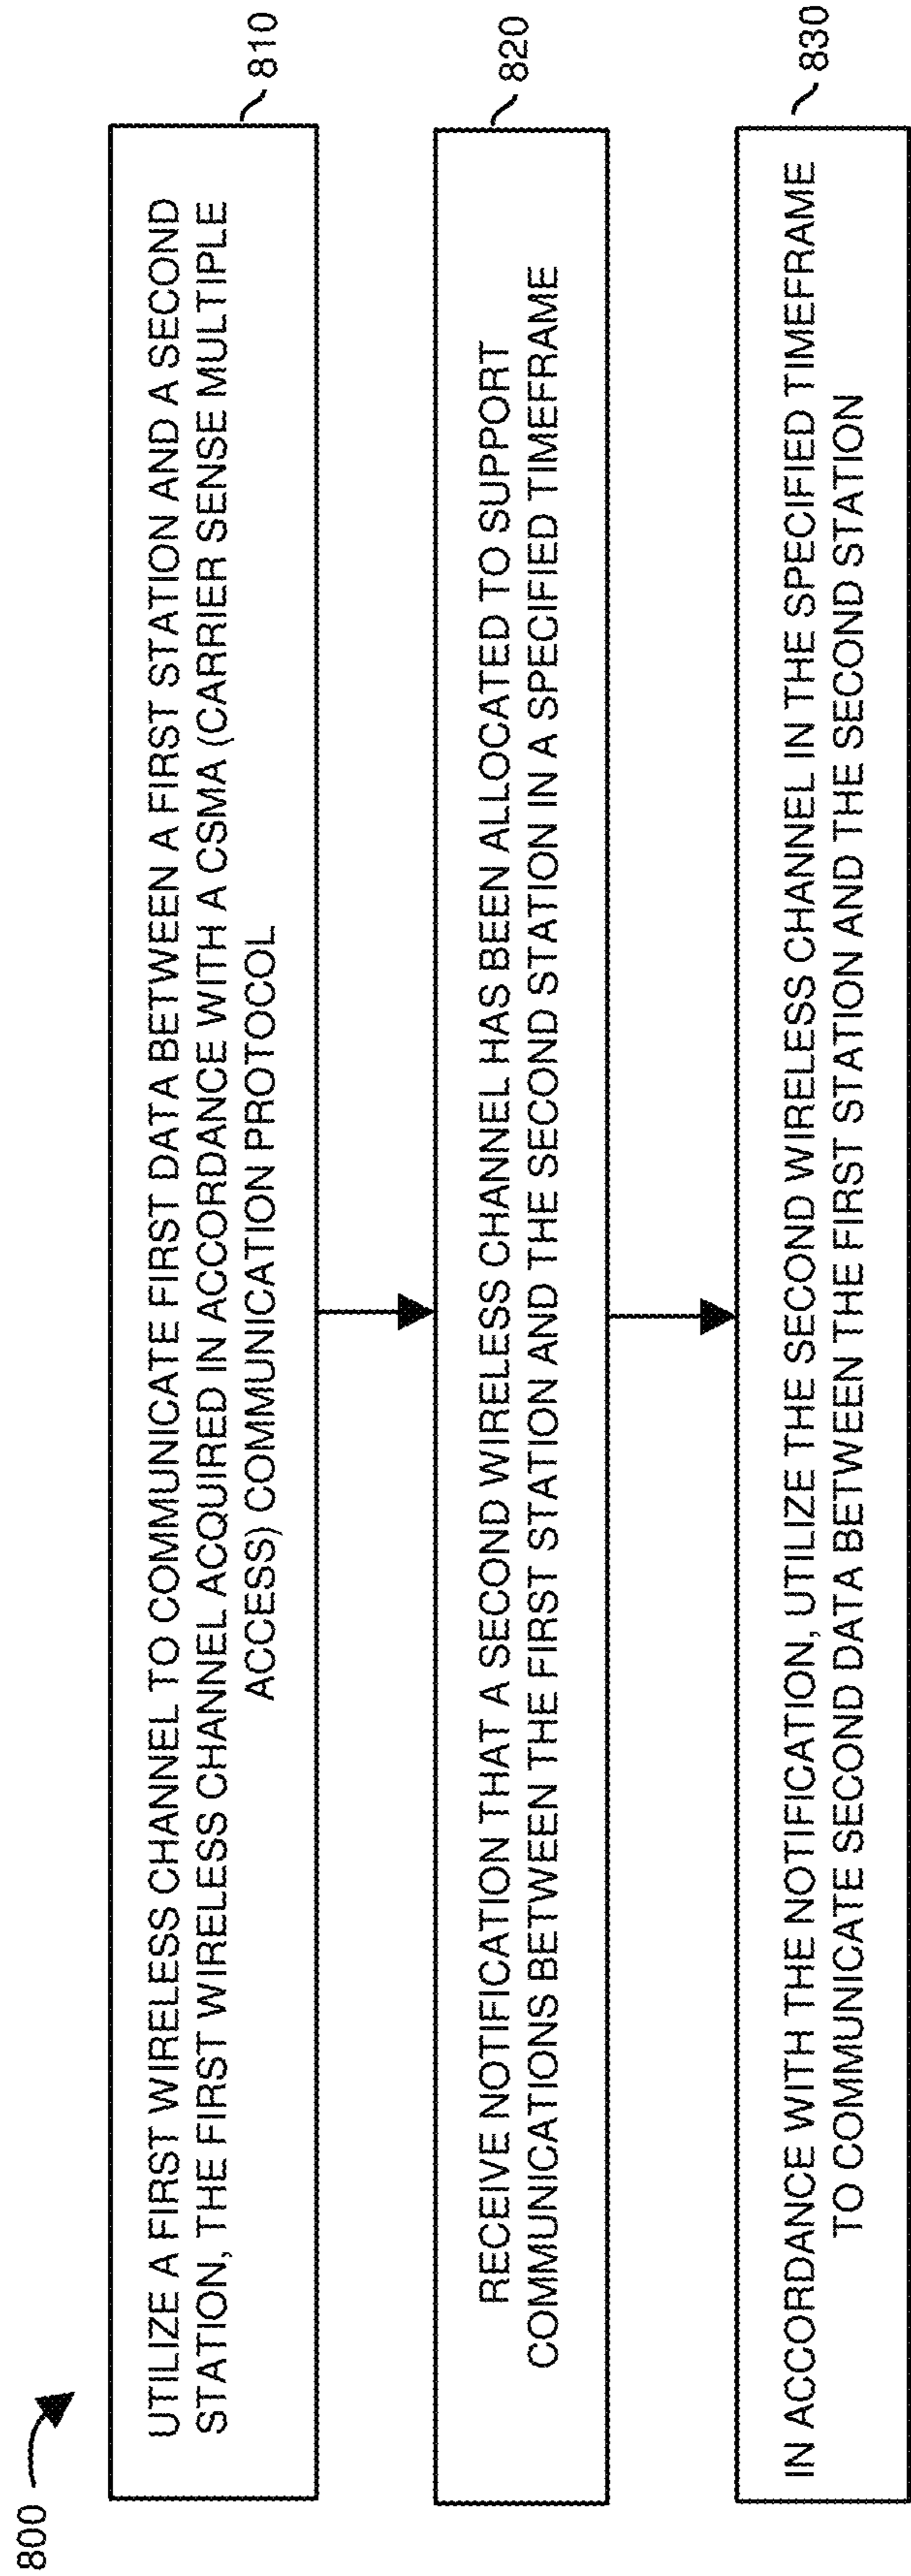 800
UTILIZE A FIRST WIRELESS CHANNEL TO COMMUNICATE FIRST DATA BETWEEN A FIRST STATION AND A SECOND
STATION, THE FIRST WIRELESS CHANNEL ACQUIRED IN ACCORDANCE WITH A CSMA (CARRIER SENSE MULTIPLE
ACCESS) COMMUNICATION PROTOCOL
810
RECEIVE NOTIFICATION THAT A SECOND WIRELESS CHANNEL HAS BEEN ALLOCATED TO SUPPORT
COMMUNICATIONS BETWEEN THE FIRST STATION AND THE SECOND STATION IN A SPECIFIED TIMEFRAME
820
IN ACCORDANCE WITH THE NOTIFICATION, UTILIZE THE SECOND WIRELESS CHANNEL IN THE SPECIFIED TIMEFRAME
TO COMMUNICATE SECOND DATA BETWEEN THE FIRST STATION AND THE SECOND STATION
830